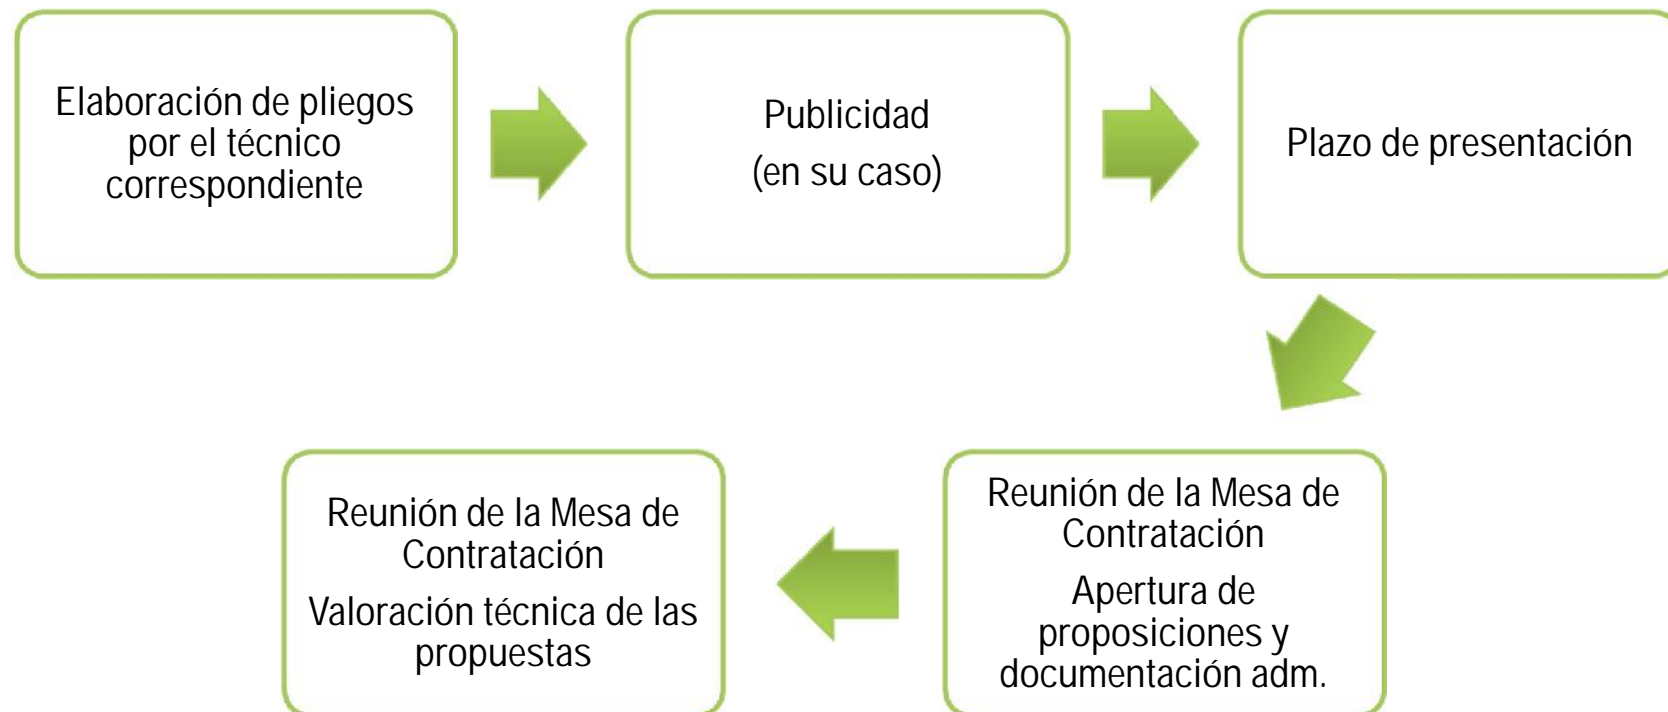 Elaboración de pliegos
por el técnico
correspondiente
Publicidad
(en su caso)
Plazo de presentación
Reunión de la Mesa de
Contratación
Apertura de
proposiciones y
documentación adm.
Reunión de la Mesa de
Contratación
Valoración técnica de las
propuestas